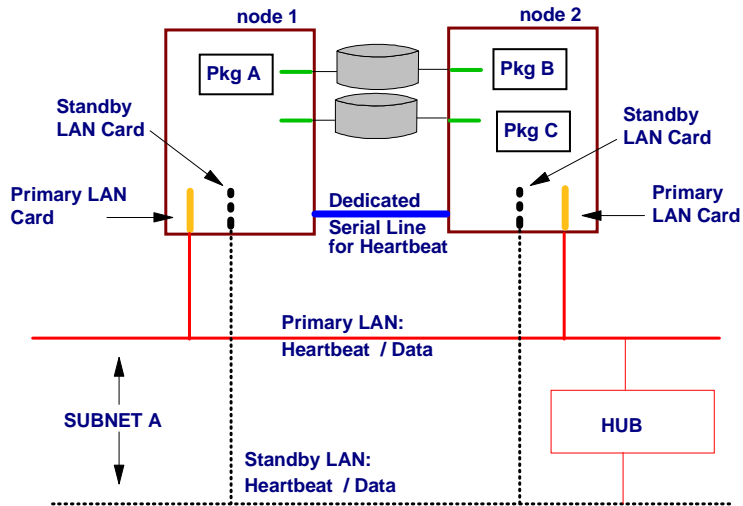 node 1
node 2
Pkg A
Pkg B
Pkg C
Standby
LAN Card
Standby
LAN Card
Primary LAN
Card
Dedicated
Serial Line
for Heartbeat
Primary
LAN Card
Primary LAN:
Heartbeat / Data
SUBNET A
HUB
Standby LAN:
Heartbeat / Data